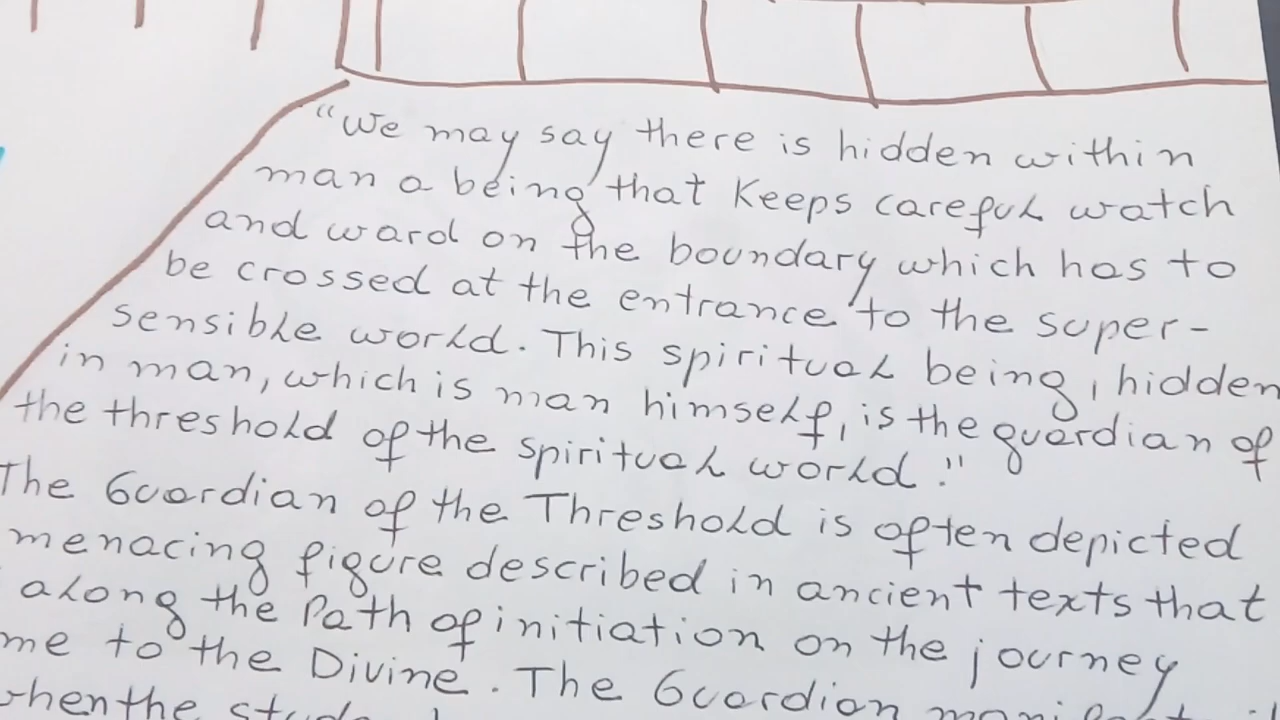 "We may say there is hidden within
man a being that Keeps careful watch
and ward on the boundary which has to
be crossed at the entrance to the super-
sensible world. This spiritual being, hidden
in man, which is man himself, is the guardian of
the threshold of the spiritual world."
The Guardian of the Threshold is often depicted
menacing figure described in ancient texts that
along the Path of initiation on the journey
me to the Divine. The Guardian
when the